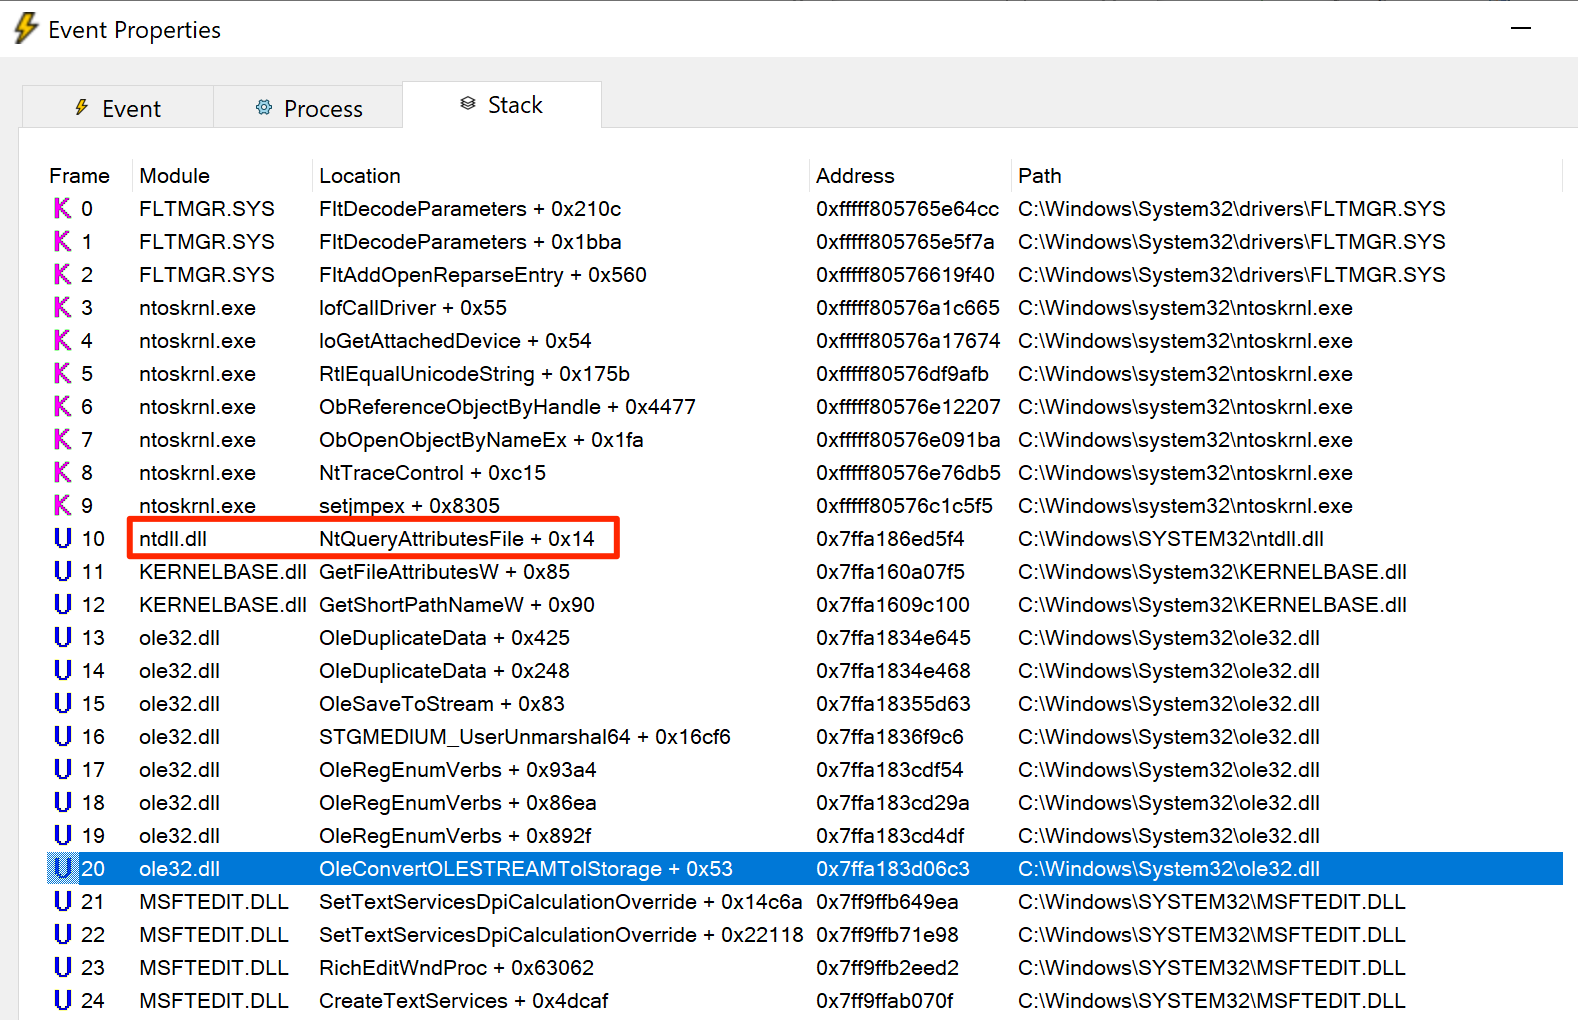 Event Properties
Event Process Stack
Frame Module Location Address Path
K 0 FLTMGR.SYS FltDecodeParameters + 0x210c 0xfffff805765e64cc C:\Windows\System32\drivers\FLTMGR.SYS
K 1 FLTMGR.SYS FltDecodeParameters + 0x1bba 0xfffff805765e5f7a C:\Windows\System32\drivers\FLTMGR.SYS
K 2 FLTMGR.SYS FltAddOpenReparseEntry + 0x560 0xfffff80576619f40 C:\Windows\System32\drivers\FLTMGR.SYS
K 3 ntoskrnl.exe IofCallDriver + 0x55 0xfffff80576a1c665 C:\Windows\system32\ntoskrnl.exe
K 4 ntoskrnl.exe IoGetAttachedDevice + 0x54 0xfffff80576a17674 C:\Windows\system32\ntoskrnl.exe
K 5 ntoskrnl.exe RtlEqualUnicodeString + 0x175b 0xfffff80576df9afb C:\Windows\system32\ntoskrnl.exe
K 6 ntoskrnl.exe ObReferenceObjectByHandle + 0x4477 0xfffff80576e12207 C:\Windows\system32\ntoskrnl.exe
K 7 ntoskrnl.exe ObOpenObjectByNameEx + 0x1fa 0xfffff80576e091ba C:\Windows\system32\ntoskrnl.exe
K 8 ntoskrnl.exe NtTraceControl + 0xc15 0xfffff80576e76db5 C:\Windows\system32\ntoskrnl.exe
K 9 ntoskrnl.exe setjmpex + 0x8305 0xfffff80576c1c5f5 C:\Windows\system32\ntoskrnl.exe
U 10 ntdll.dll NtQueryAttributesFile + 0x14 0x7ffa186ed5f4 C:\Windows\SYSTEM32\ntdll.dll
U 11 KERNELBASE.dll GetFileAttributesW + 0x85 0x7ffa160a07f5 C:\Windows\System32\KERNELBASE.dll
U 12 KERNELBASE.dll GetShortPathNameW + 0x90 0x7ffa1609c100 C:\Windows\System32\KERNELBASE.dll
U 13 ole32.dll OleDuplicateData + 0x425 0x7ffa1834e645 C:\Windows\System32\ole32.dll
U 14 ole32.dll OleDuplicateData + 0x248 0x7ffa1834e468 C:\Windows\System32\ole32.dll
U 15 ole32.dll OleSaveToStream + 0x83 0x7ffa18355d63 C:\Windows\System32\ole32.dll
U 16 ole32.dll STGMEDIUM_UserUnmarshal64 + 0x16cf6 0x7ffa1836f9c6 C:\Windows\System32\ole32.dll
U 17 ole32.dll OleRegEnumVerbs + 0x93a4 0x7ffa183cdf54 C:\Windows\System32\ole32.dll
U 18 ole32.dll OleRegEnumVerbs + 0x86ea 0x7ffa183cd29a C:\Windows\System32\ole32.dll
U 19 ole32.dll OleRegEnumVerbs + 0x892f 0x7ffa183cd4df C:\Windows\System32\ole32.dll
U 20 ole32.dll OleConvertOLESTREAMToIStorage + 0x53 0x7ffa183d06c3 C:\Windows\System32\ole32.dll
U 21 MSFTEDIT.DLL SetTextServicesDpiCalculationOverride + 0x14c6a 0x7ff9ffb649ea C:\Windows\SYSTEM32\MSFTEDIT.DLL
U 22 MSFTEDIT.DLL SetTextServicesDpiCalculationOverride + 0x22118 0x7ff9ffb71e98 C:\Windows\SYSTEM32\MSFTEDIT.DLL
U 23 MSFTEDIT.DLL RichEditWndProc + 0x63062 0x7ff9ffb2eed2 C:\Windows\SYSTEM32\MSFTEDIT.DLL
U 24 MSFTEDIT.DLL CreateTextServices + 0x4dcaf 0x7ff9ffab070f C:\Windows\SYSTEM32\MSFTEDIT.DLL